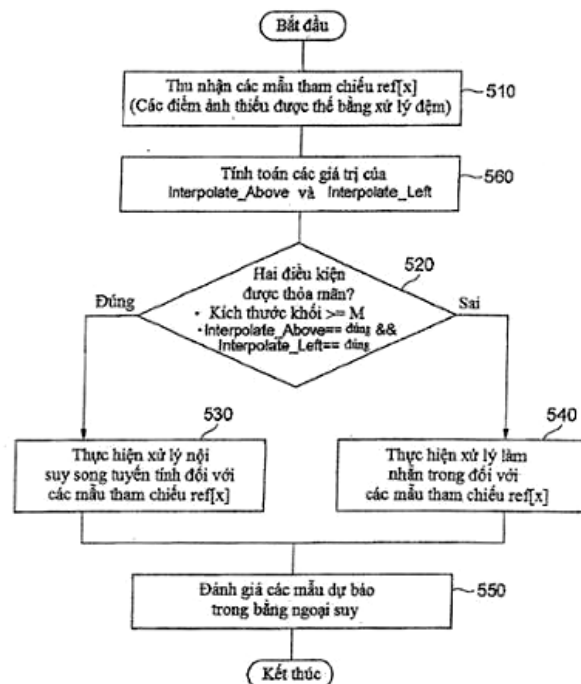 Bắt đầu
Thu nhận các mẫu tham chiếu ref[x]
(Các điểm ảnh thiếu được thế bằng xử lý đệm)
510
Tính toán các giá trị của
Interpolate_Above và Interpolate_Left
560
Hai điều kiện
được thỏa mãn?
• Kích thước khối >= M
• Interpolate_Above== đúng &&
Interpolate_Left== đúng
520
Đúng
Sai
530
Thực hiện xử lý nội
suy song tuyến tính đối với
các mẫu tham chiếu ref[x]
540
Thực hiện xử lý làm
nhẵn trong đối với
các mẫu tham chiếu ref[x]
Đánh giá các mẫu dự báo
trong bằng ngoại suy
550
Kết thúc